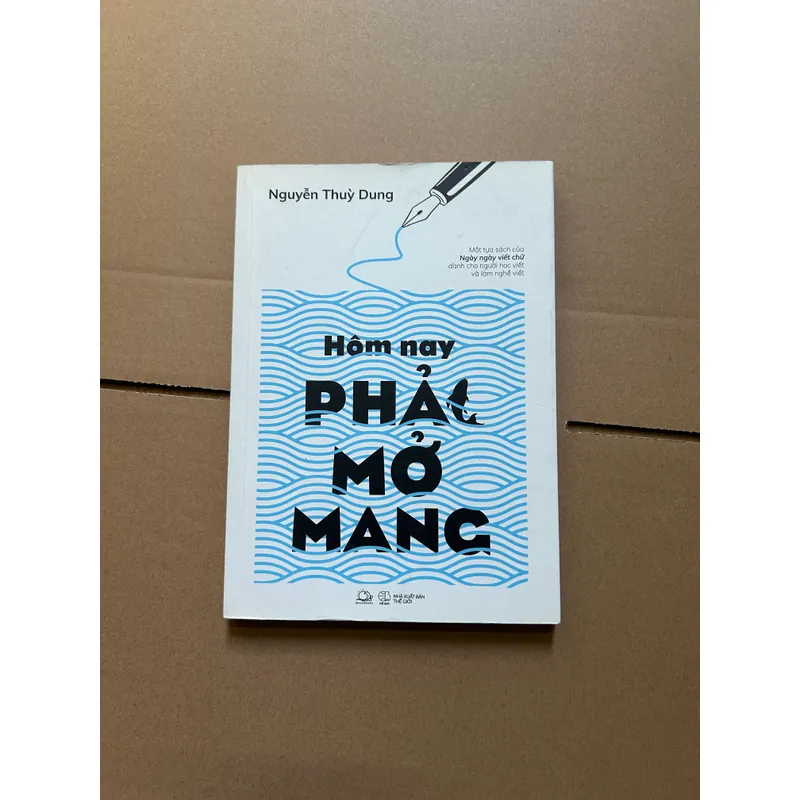 Nguyễn Thuỳ Dung
Một tựa sách của
Ngày ngày viết chữ
dành cho người học viết
và làm nghề viết
Hôm nay
PHẢI
MỞ
MANG
NHÀ XUẤT BẢN
THẾ GIỚI